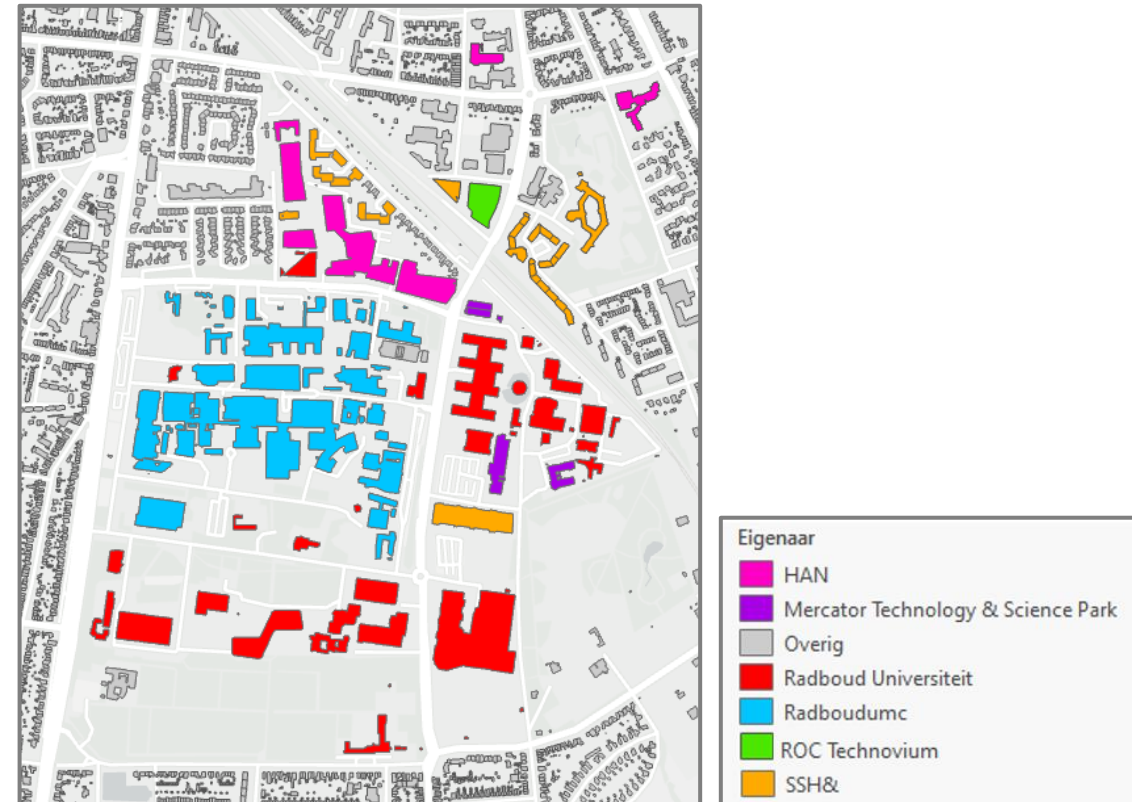 Eigenaar
HAN
Mercator Technology & Science Park
Overig
Radboud Universiteit
Radboudumc
ROC Technovium
SSH&